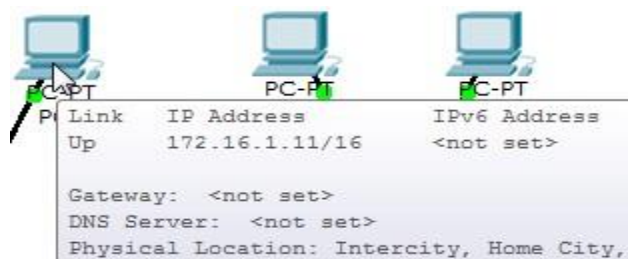 PC-PT PC-PT PC-PT
Link IP Address IPv6 Address
Up 172.16.1.11/16 <not set>
Gateway: <not set>
DNS Server: <not set>
Physical Location: Intercity, Home City,